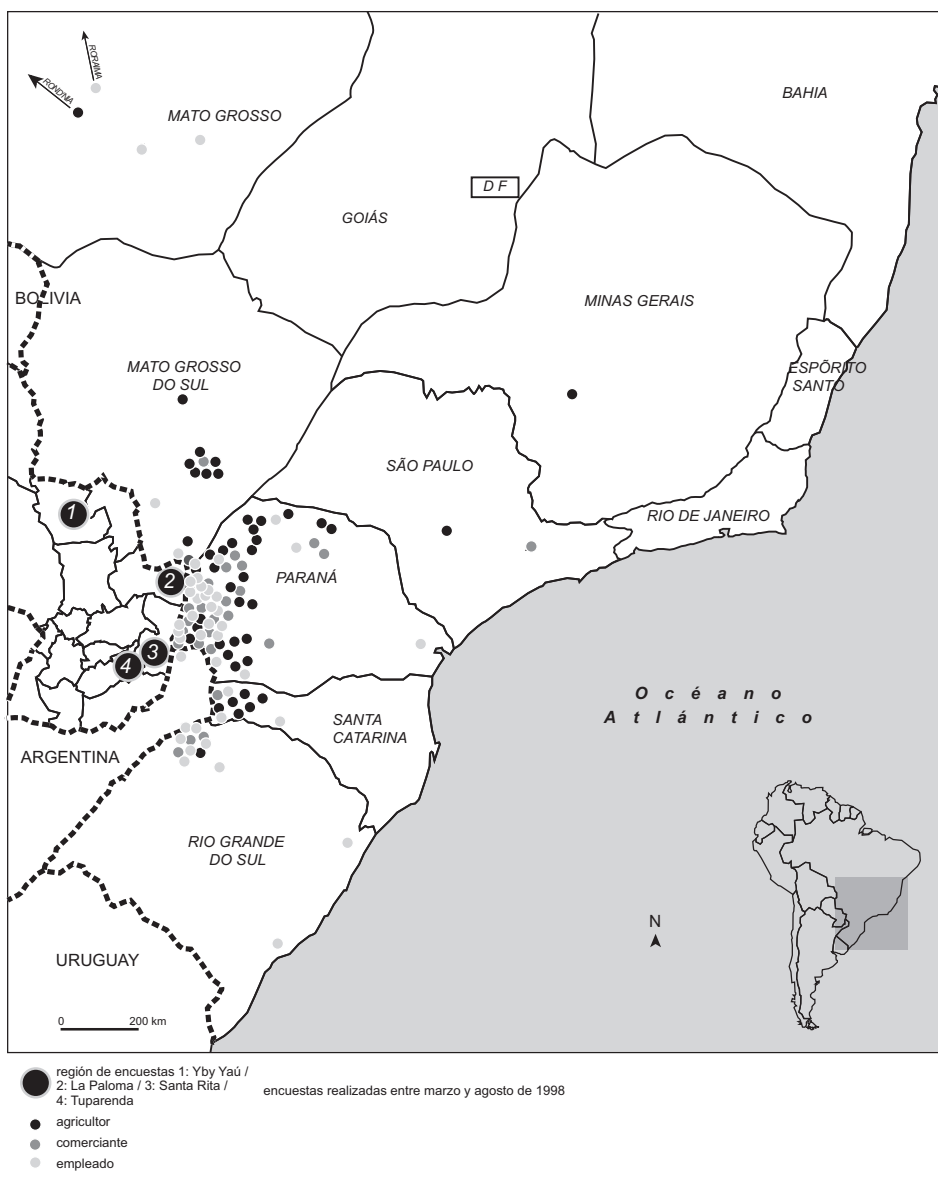 RORAIMA
RONDNIA
MATO GROSSO
BAHIA
D F
GOIÁS
BOLIVIA
MINAS GERAIS
MATO GROSSO
DO SUL
ESPÕRITO
SANTO
SÃO PAULO
1
RIO DE JANEIRO
2
PARANÁ
3
4
Océano
Atlántico
SANTA
CATARINA
ARGENTINA
RIO GRANDE
DO SUL
N
URUGUAY
0 200 km
región de encuestas 1: Yby Yaú /
2: La Paloma / 3: Santa Rita /
4: Tuparenda
encuestas realizadas entre marzo y agosto de 1998
agricultor
comerciante
empleado